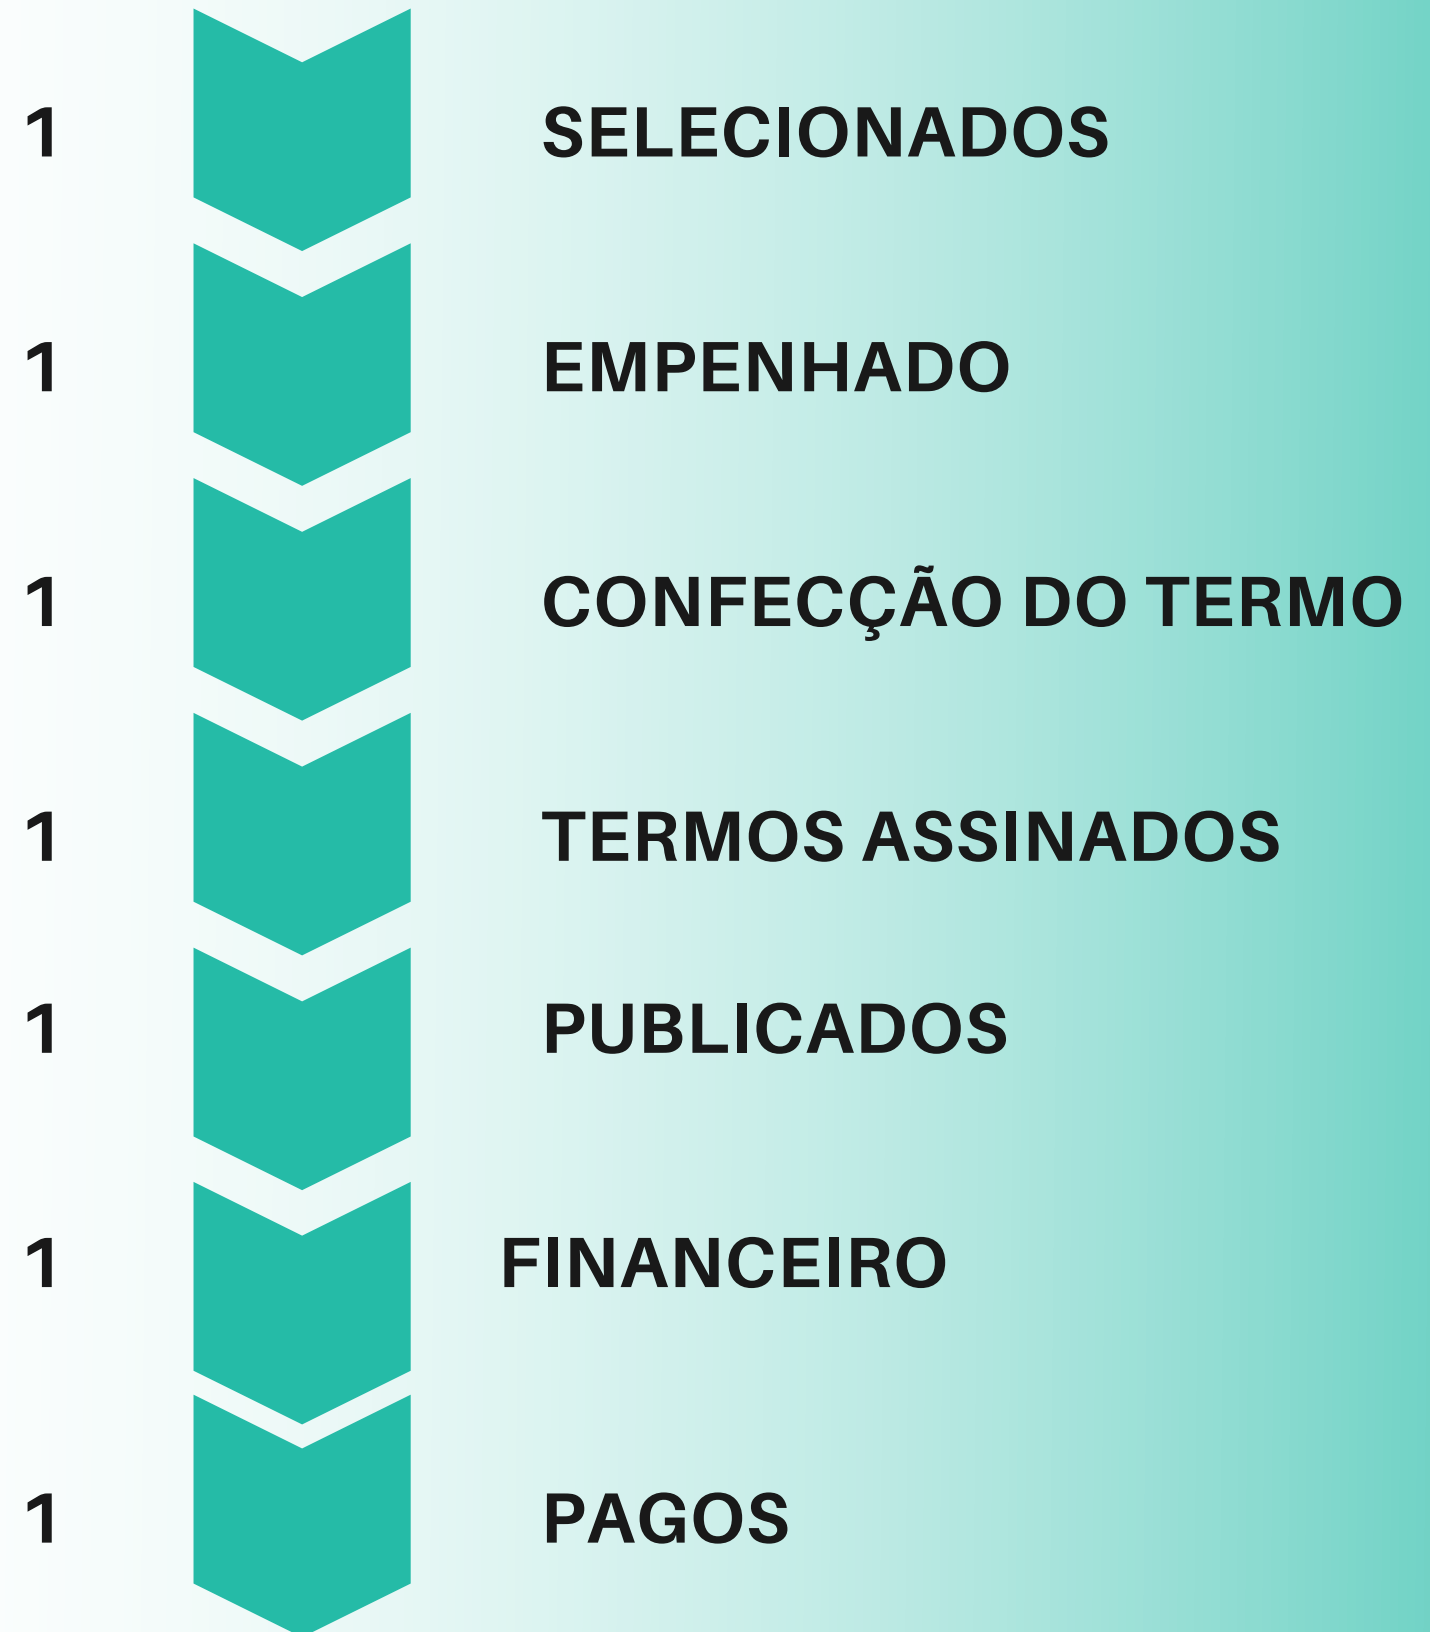 1 SELECIONADOS
1 EMPENHADO
1 CONFECÇÃO DO TERMO
1 TERMOS ASSINADOS
1 PUBLICADOS
1 FINANCEIRO
1 PAGOS